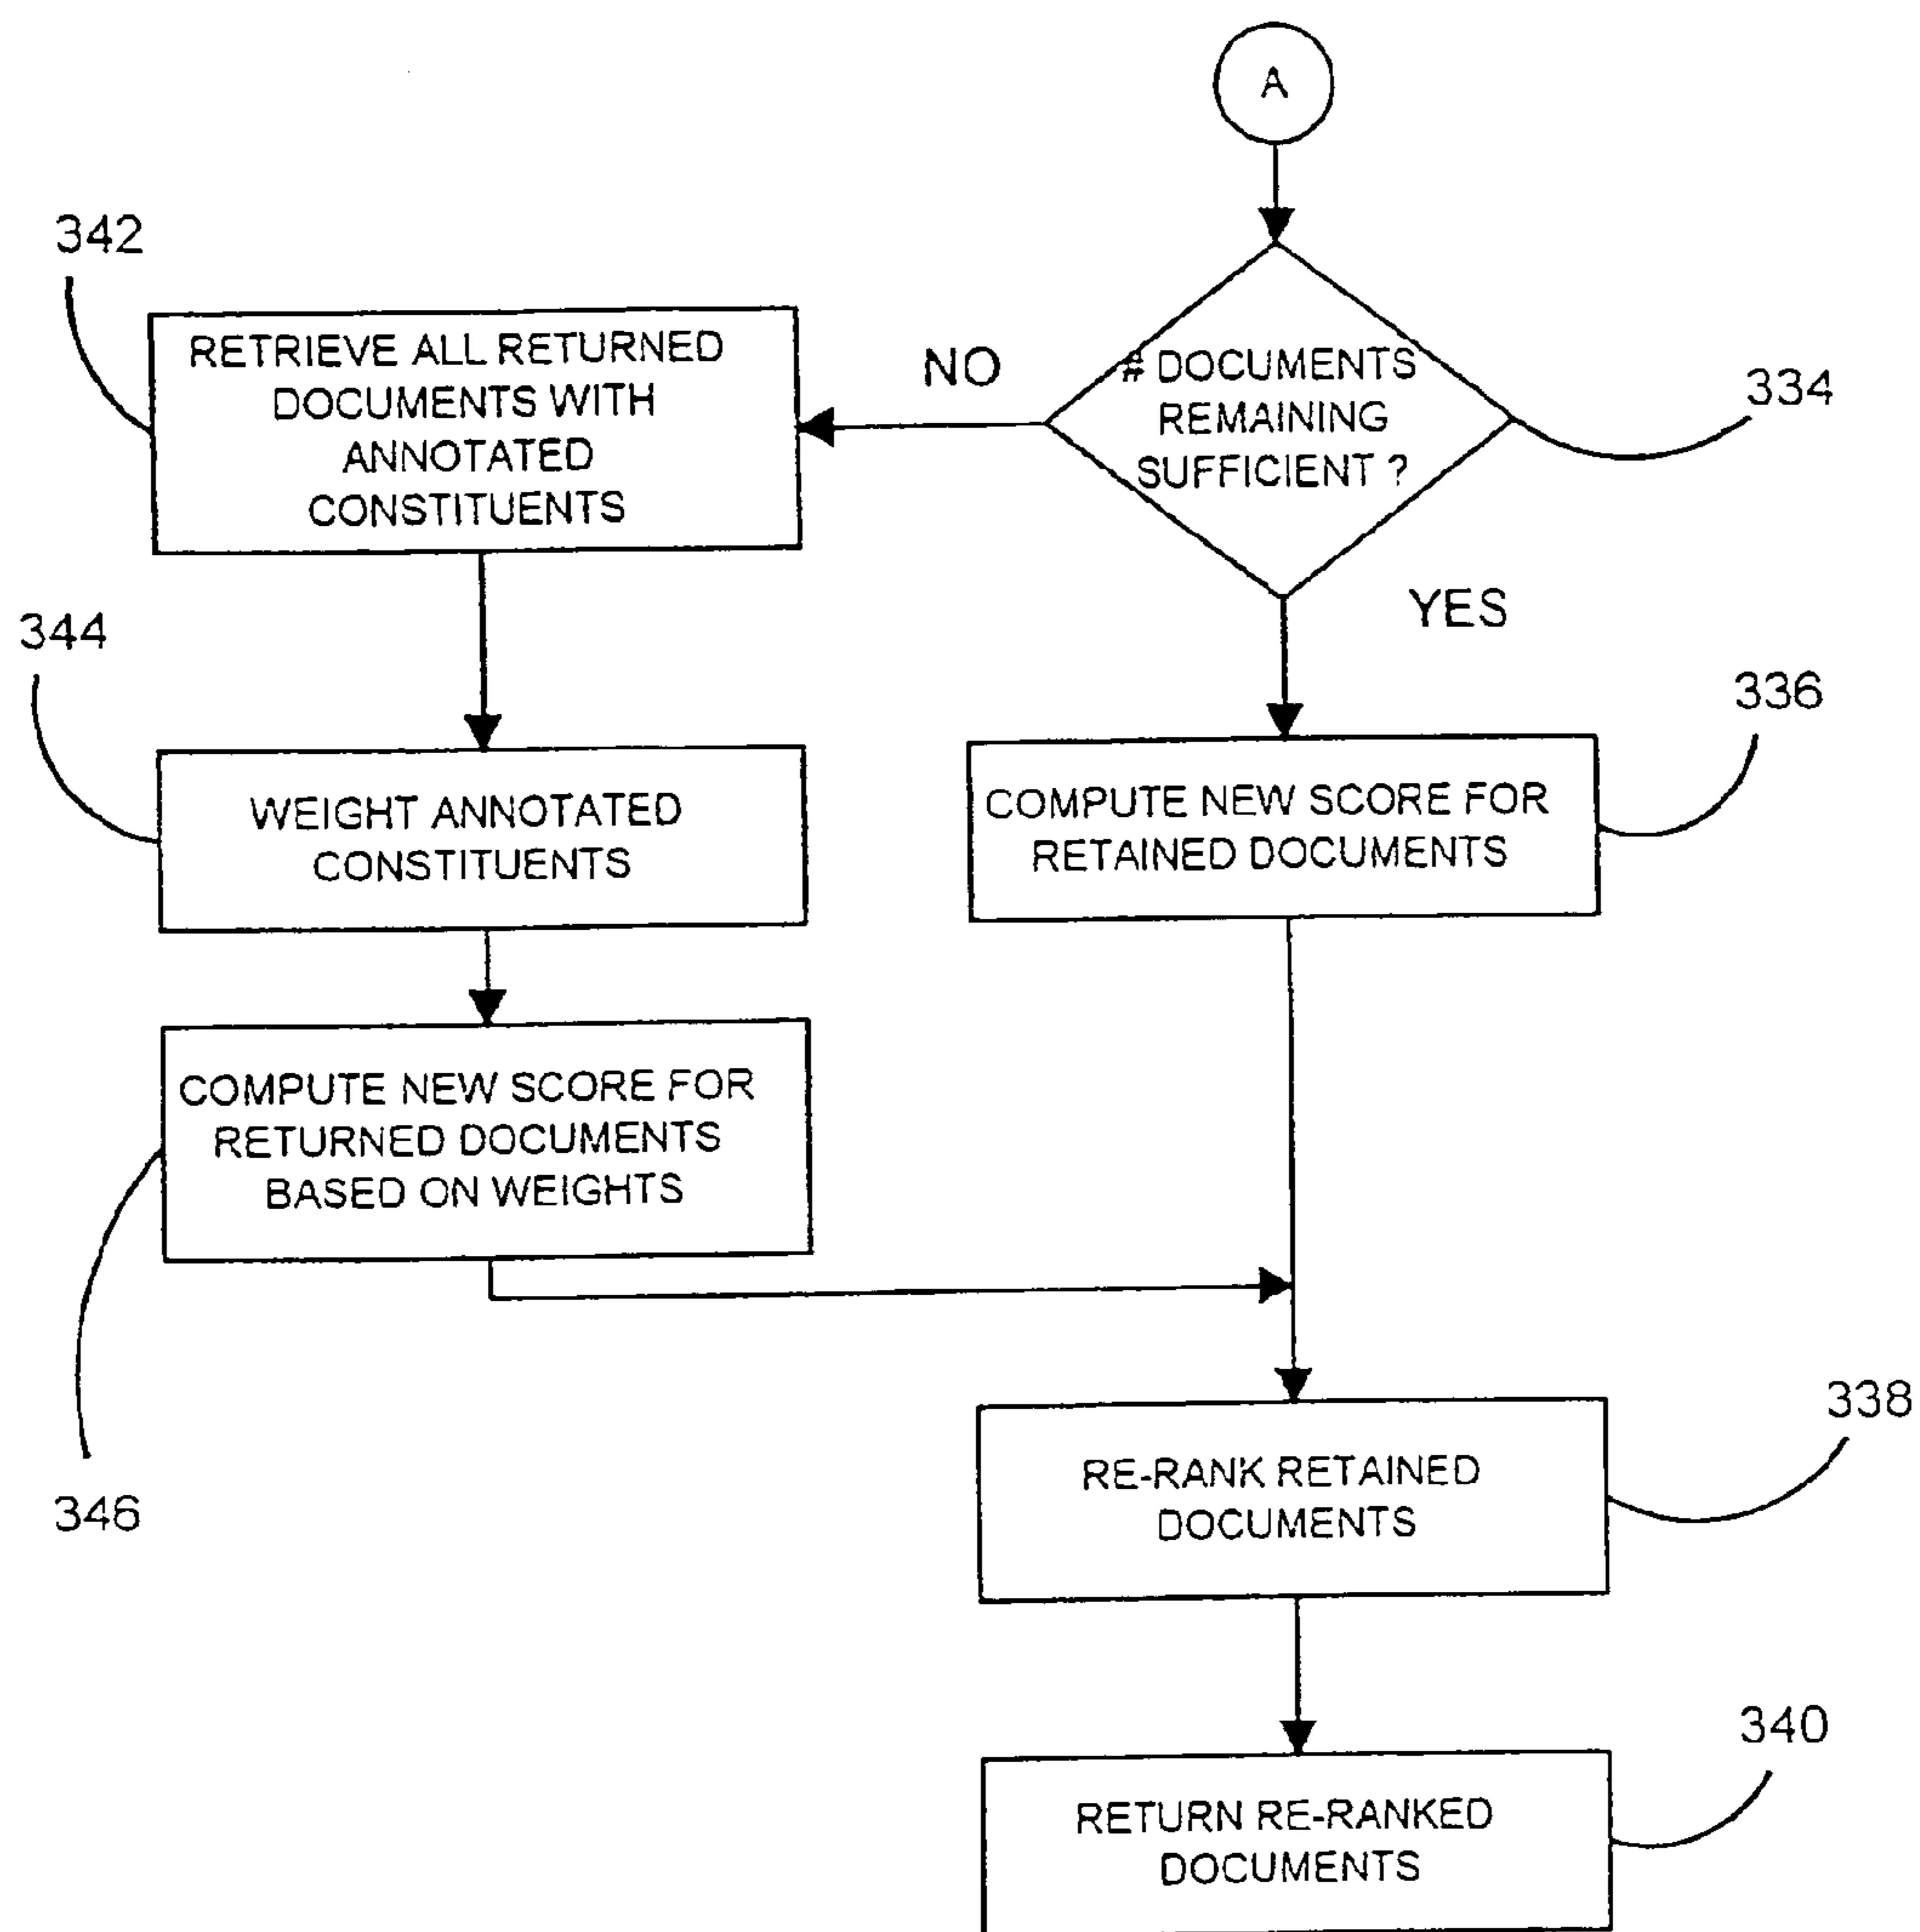 A
342
RETRIEVE ALL RETURNED
DOCUMENTS WITH
ANNOTATED
CONSTITUENTS
NO
# DOCUMENTS
REMAINING
SUFFICIENT ?
334
YES
344
WEIGHT ANNOTATED
CONSTITUENTS
336
COMPUTE NEW SCORE FOR
RETAINED DOCUMENTS
COMPUTE NEW SCORE FOR
RETURNED DOCUMENTS
BASED ON WEIGHTS
346
338
RE-RANK RETAINED
DOCUMENTS
340
RETURN RE-RANKED
DOCUMENTS